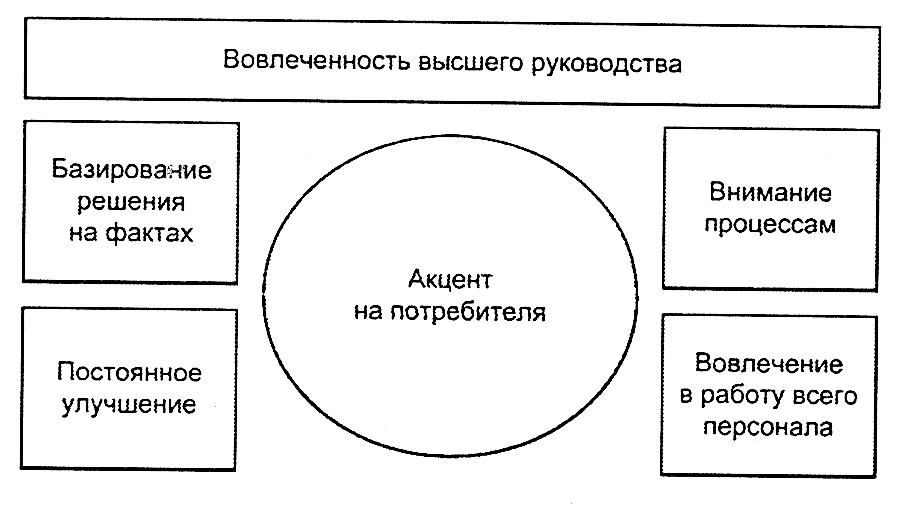 Вовлеченность высшего руководства
Базирование
решения
на фактах
Внимание
процессам
Акцент
на потребителя
Постоянное
улучшение
Вовлечение
в работу всего
персонала